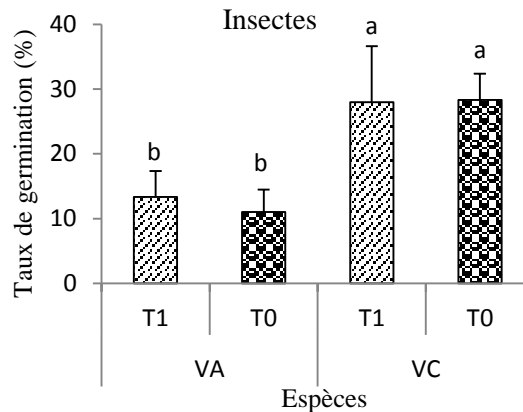 Insectes
Taux de germination (%)
40
30
20
10
0
b
b
a
a
T1
T0
T1
T0
VA
VC
Espèces